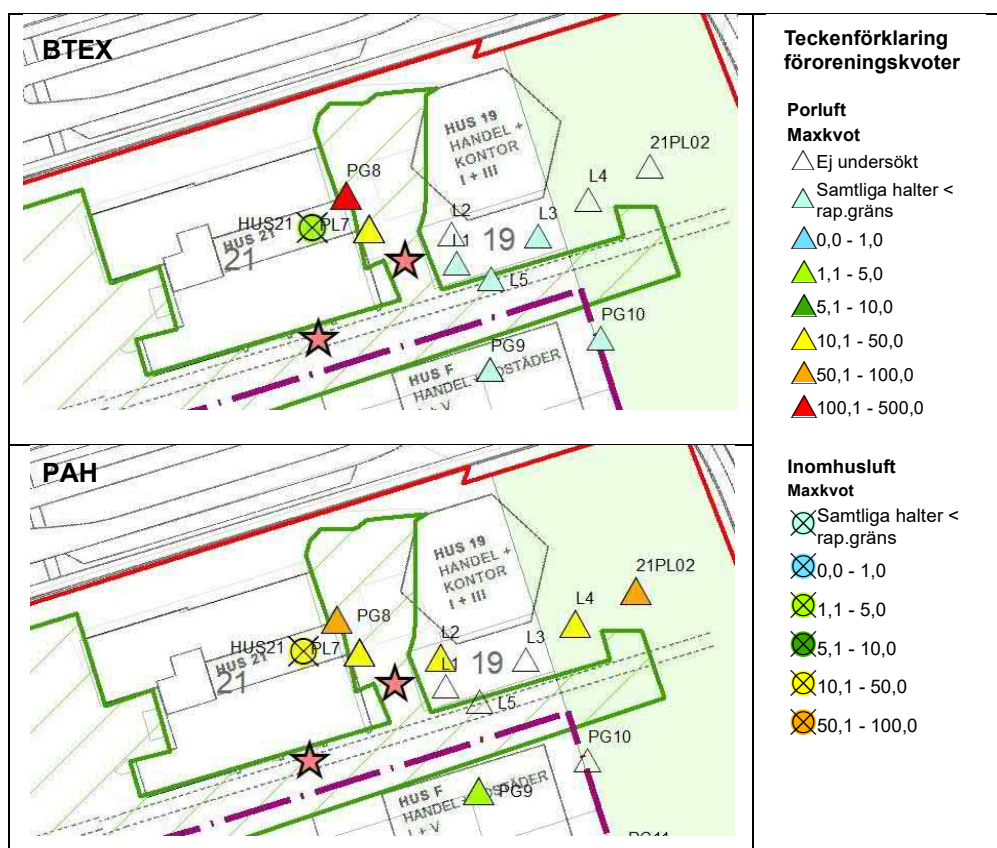 BTEX
HUS 19
HANDEL +
KONTOR
I + III
21PL02
L4
PG8
L2
L3
HUS21
PL7
L1
19
HUS 21
21
L5
PG10
PG9
HUS F
HANDEL
I + V
PAH
HUS 19
HANDEL +
KONTOR
I + III
21PL02
L4
PG8
L2
L3
HUS21
PL7
L1
19
HUS 21
21
L5
PG10
HUS F
HANDEL
PG9
I + V
PG11
Teckenförklaring
föroreningskvoter
Porluft
Maxkvot
Ej undersökt
Samtliga halter <
rap.gräns
0,0 - 1,0
1,1 - 5,0
5,1 - 10,0
10,1 - 50,0
50,1 - 100,0
100,1 - 500,0
Inomhusluft
Maxkvot
Samtliga halter <
rap.gräns
0,0 - 1,0
1,1 - 5,0
5,1 - 10,0
10,1 - 50,0
50,1 - 100,0